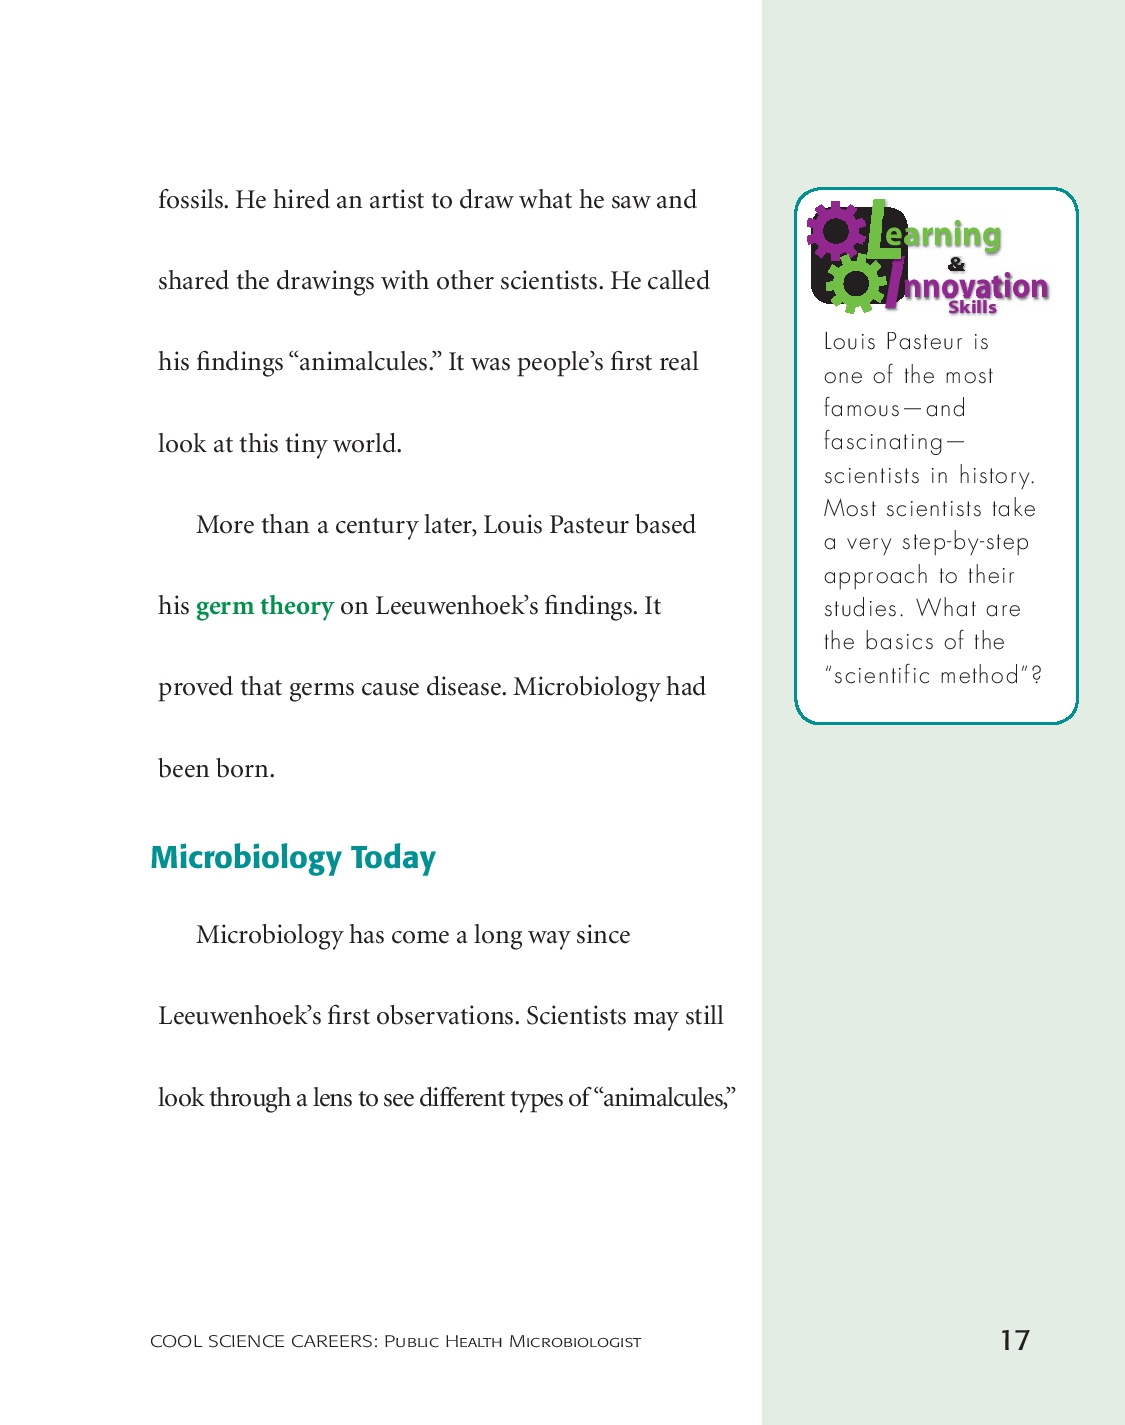 fossils. He hired an artist to draw what he saw and
shared the drawings with other scientists. He called
his findings “animalcules.” It was people’s first real
look at this tiny world.
More than a century later, Louis Pasteur based
his germ theory on Leeuwenhoek’s findings. It
proved that germs cause disease. Microbiology had
been born.
Microbiology Today
Microbiology has come a long way since
Leeuwenhoek’s first observations. Scientists may still
look through a lens to see different types of “animalcules,”
Learning
&
Innovation
Skills
Louis Pasteur is
one of the most
famous—and
fascinating—
scientists in history.
Most scientists take
a very step-by-step
approach to their
studies. What are
the basics of the
“scientific method”?
COOL SCIENCE CAREERS: Public Health Microbiologist
17